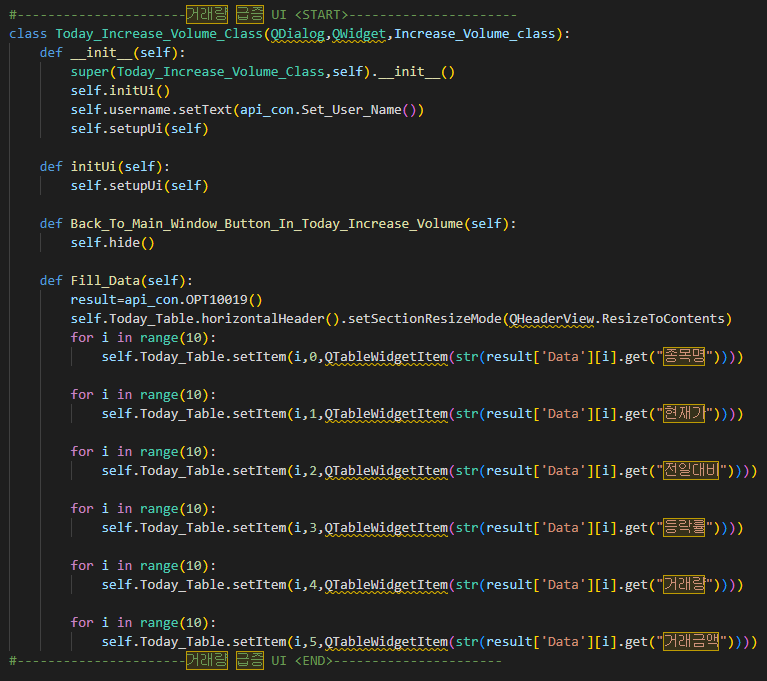 #----------------------거래량 급증 UI <START>----------------------
class Today_Increase_Volume_Class(QDialog,QWidget,Increase_Volume_class):
    def __init__(self):
        super(Today_Increase_Volume_Class,self).__init__()
        self.initUi()
        self.username.setText(api_con.Set_User_Name())
        self.setupUi(self)
    def initUi(self):
        self.setupUi(self)
    def Back_To_Main_Window_Button_In_Today_Increase_Volume(self):
        self.hide()
    def Fill_Data(self):
        result=api_con.OPT10019()
        self.Today_Table.horizontalHeader().setSectionResizeMode(QHeaderView.ResizeToContents)
        for i in range(10):
            self.Today_Table.setItem(i,0,QTableWidgetItem(str(result['Data'][i].get("종목명"))))
        for i in range(10):
            self.Today_Table.setItem(i,1,QTableWidgetItem(str(result['Data'][i].get("현재가"))))
        for i in range(10):
            self.Today_Table.setItem(i,2,QTableWidgetItem(str(result['Data'][i].get("전일대비"))))
        for i in range(10):
            self.Today_Table.setItem(i,3,QTableWidgetItem(str(result['Data'][i].get("등락률"))))
        for i in range(10):
            self.Today_Table.setItem(i,4,QTableWidgetItem(str(result['Data'][i].get("거래량"))))
        for i in range(10):
            self.Today_Table.setItem(i,5,QTableWidgetItem(str(result['Data'][i].get("거래금액"))))
#----------------------거래량 급증 UI <END>----------------------